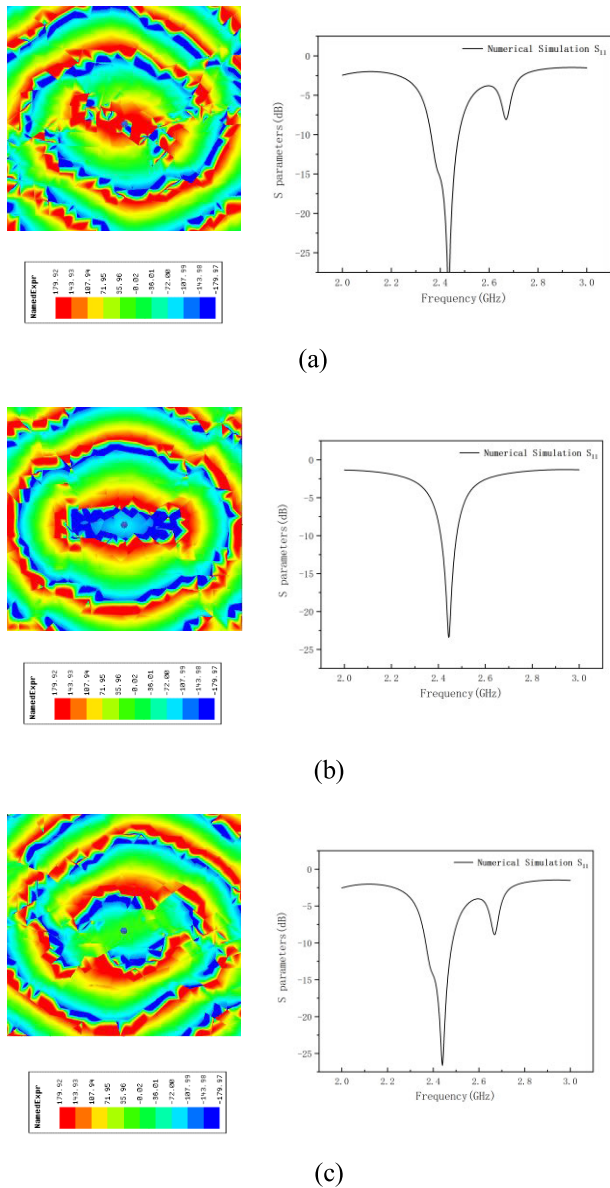 Numerical Simulation S11
0
-5
-10
-15
-20
-25
S parameters(dB)
2.0 2.2 2.4 2.6 2.8 3.0
Frequency(GHz)
NamedExpr
179.92
143.93
107.94
71.95
35.96
-0.02
-36.01
-72.00
-107.99
-143.98
-179.97
(a)
Numerical Simulation S11
0
-5
-10
-15
-20
-25
S parameters(dB)
2.0 2.2 2.4 2.6 2.8 3.0
Frequency(GHz)
NamedExpr
179.92
143.93
107.94
71.95
35.96
-0.02
-36.01
-72.00
-107.99
-143.98
-179.97
(b)
Numerical Simulation S11
0
-5
-10
-15
-20
-25
S parameters(dB)
2.0 2.2 2.4 2.6 2.8 3.0
Frequency(GHz)
NamedExpr
179.92
143.93
107.94
71.95
35.96
-0.02
-36.01
-72.00
-107.99
-143.98
-179.97
(c)